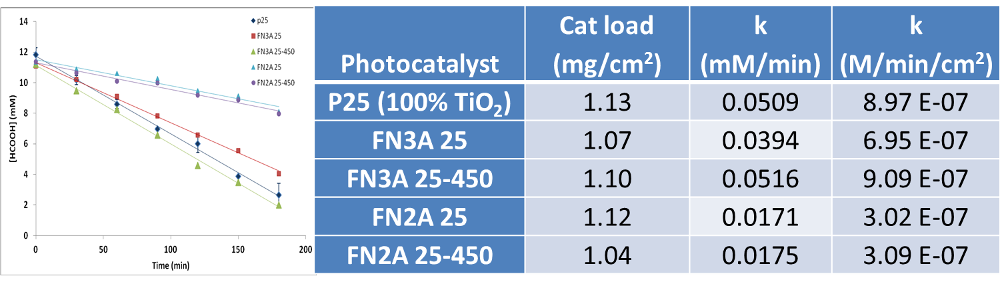 14
12
10
8
6
4
2
0
[HCOOH] (mM)
0 50 100 150 200
Time (min)
p25
FN3A 25
FN3A 25-450
FN2A 25
FN2A 25-450
Photocatalyst Cat load (mg/cm²) k (mM/min) k (M/min/cm²)
P25 (100% TiO₂) 1.13 0.0509 8.97 E-07
FN3A 25 1.07 0.0394 6.95 E-07
FN3A 25-450 1.10 0.0516 9.09 E-07
FN2A 25 1.12 0.0171 3.02 E-07
FN2A 25-450 1.04 0.0175 3.09 E-07